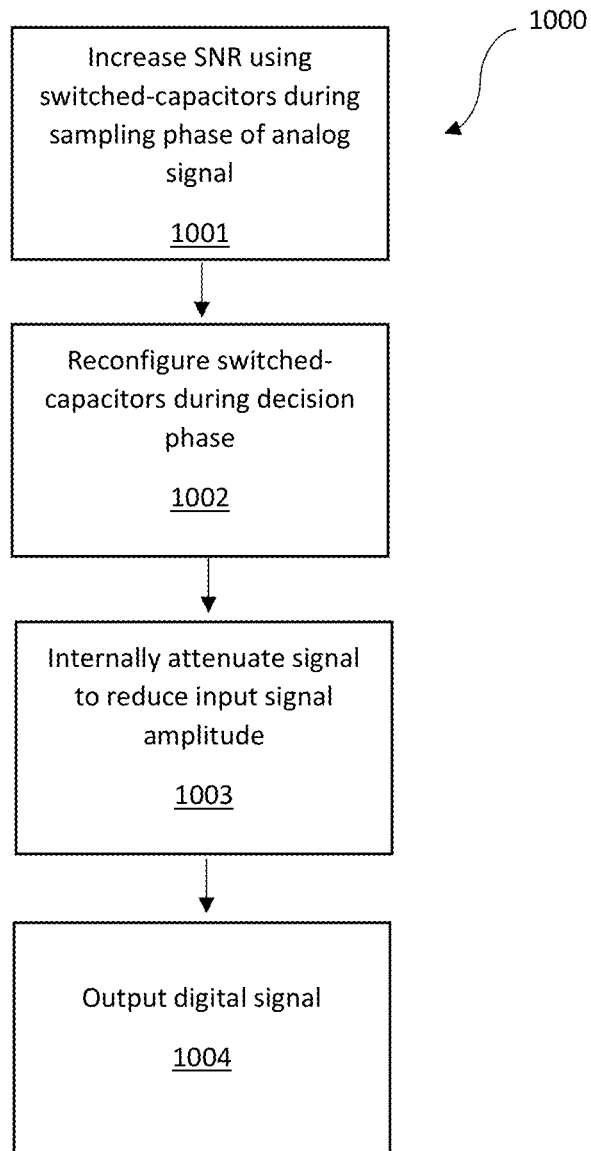 1000
Increase SNR using
switched-capacitors during
sampling phase of analog
signal
1001
Reconfigure switched-
capacitors during decision
phase
1002
Internally attenuate signal
to reduce input signal
amplitude
1003
Output digital signal
1004